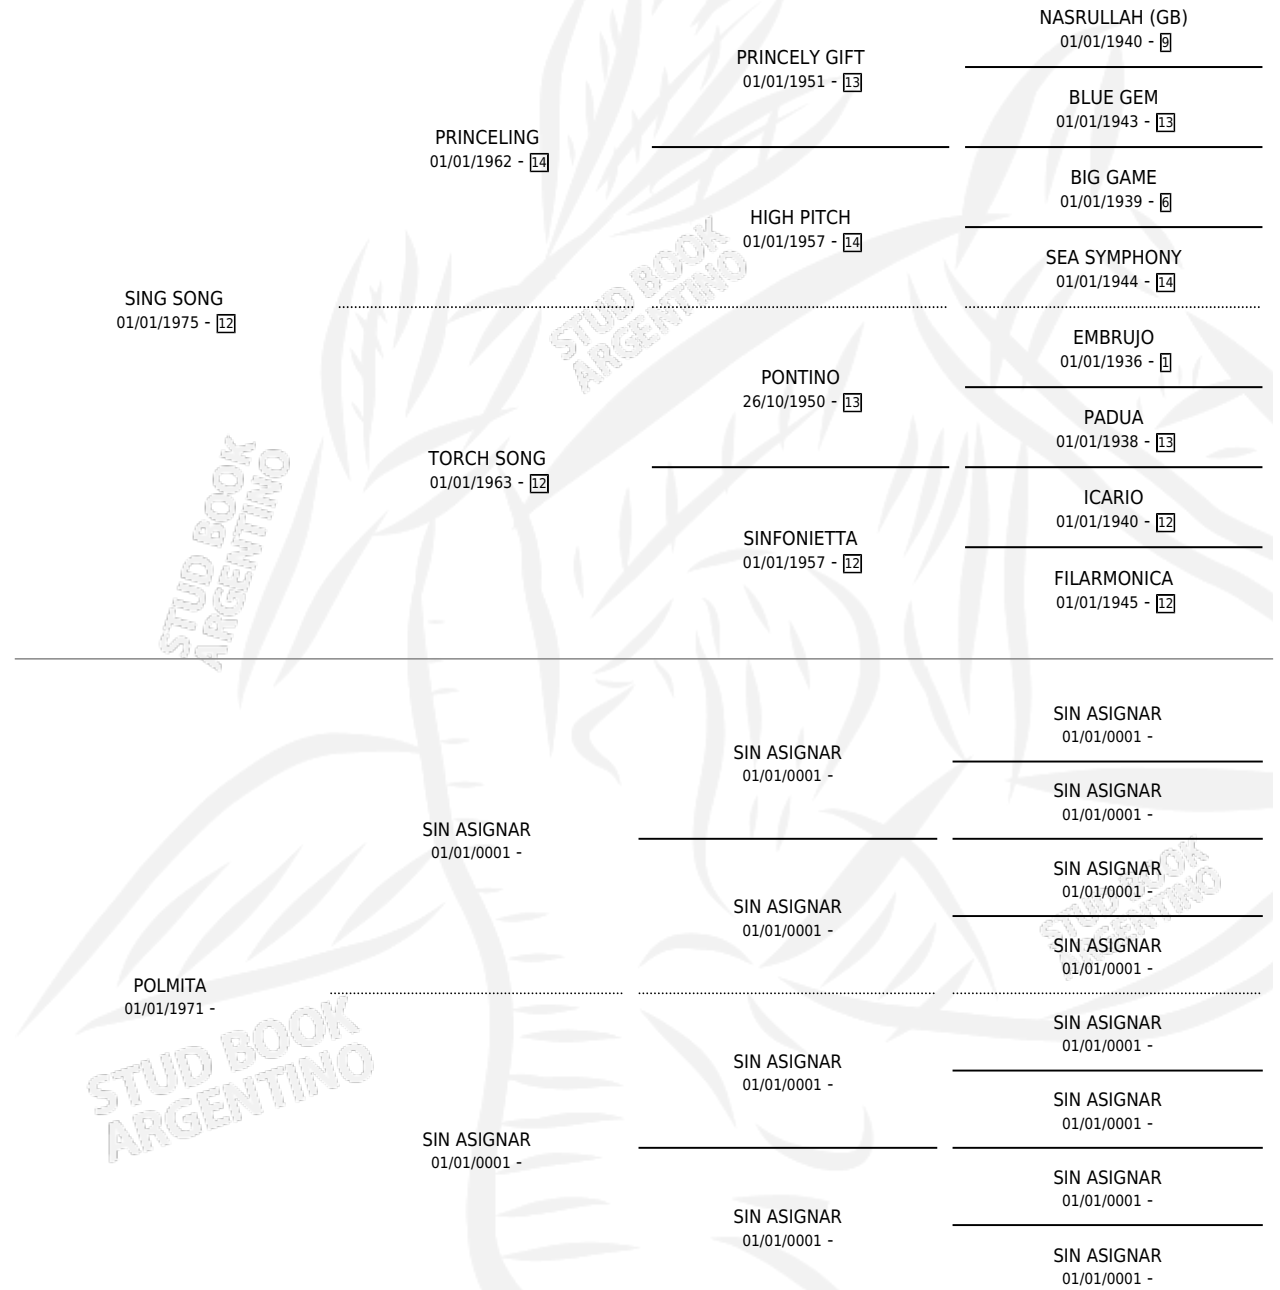 NASRULLAH (GB)
01/01/1940 - 9
PRINCELY GIFT
01/01/1951 - 13
BLUE GEM
01/01/1943 - 13
PRINCELING
01/01/1962 - 14
BIG GAME
01/01/1939 - 6
HIGH PITCH
01/01/1957 - 14
SEA SYMPHONY
01/01/1944 - 14
SING SONG
01/01/1975 - 12
EMBRUJO
01/01/1936 - 1
PONTINO
26/10/1950 - 13
PADUA
01/01/1938 - 13
TORCH SONG
01/01/1963 - 12
ICARIO
01/01/1940 - 12
SINFONIETTA
01/01/1957 - 12
FILARMONICA
01/01/1945 - 12
STUD BOOK
ARGENTINO
STUD BOOK
ARGENTINO
SIN ASIGNAR
01/01/0001 -
SIN ASIGNAR
01/01/0001 -
SIN ASIGNAR
01/01/0001 -
SIN ASIGNAR
01/01/0001 -
SIN ASIGNAR
01/01/0001 -
SIN ASIGNAR
01/01/0001 -
SIN ASIGNAR
01/01/0001 -
STUD BOOK
ARGENTINO
POLMITA
01/01/1971 -
SIN ASIGNAR
01/01/0001 -
SIN ASIGNAR
01/01/0001 -
SIN ASIGNAR
01/01/0001 -
SIN ASIGNAR
01/01/0001 -
SIN ASIGNAR
01/01/0001 -
SIN ASIGNAR
01/01/0001 -
SIN ASIGNAR
01/01/0001 -
STUD BOOK
ARGENTINO